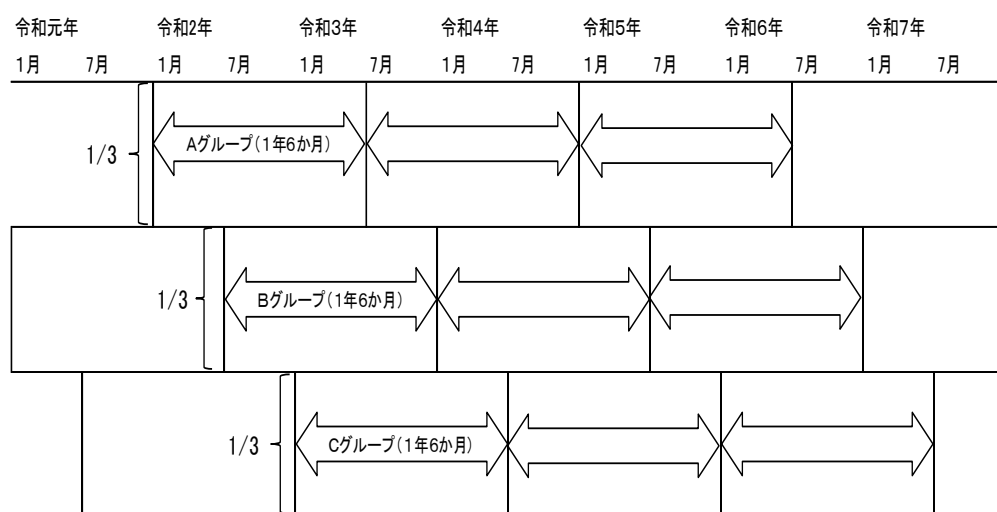 令和元年 令和2年 令和3年 令和4年 令和5年 令和6年 令和7年
1月 7月 1月 7月 1月 7月 1月 7月 1月 7月 1月 7月 1月 7月
1/3 Aグループ(1年6か月)
1/3 Bグループ(1年6か月)
1/3 Cグループ(1年6か月)